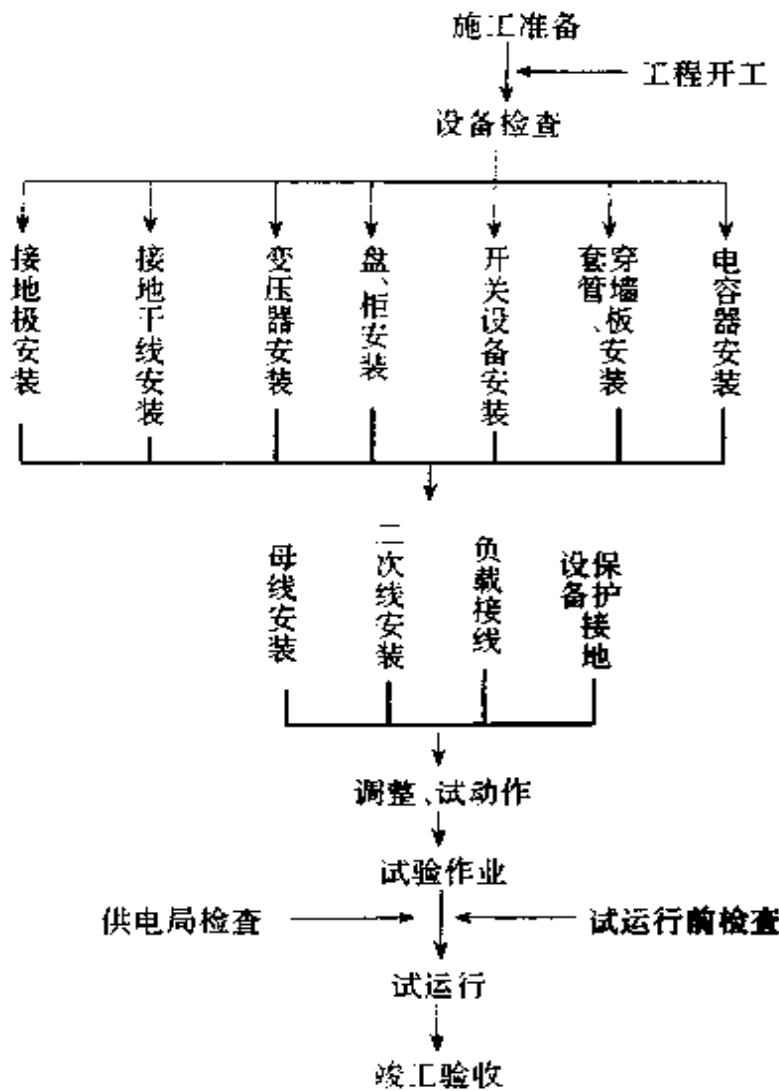 施工准备
工程开工
设备检查
接地极安装
接地干线安装
变压器安装
盘、柜安装
开关设备安装
穿墙板安装
套管、
电容器安装
母线安装
二次线安装
负载接线
保护接地
设备
调整、试动作
试验作业
供电局检查
试运行前检查
试运行
竣工验收